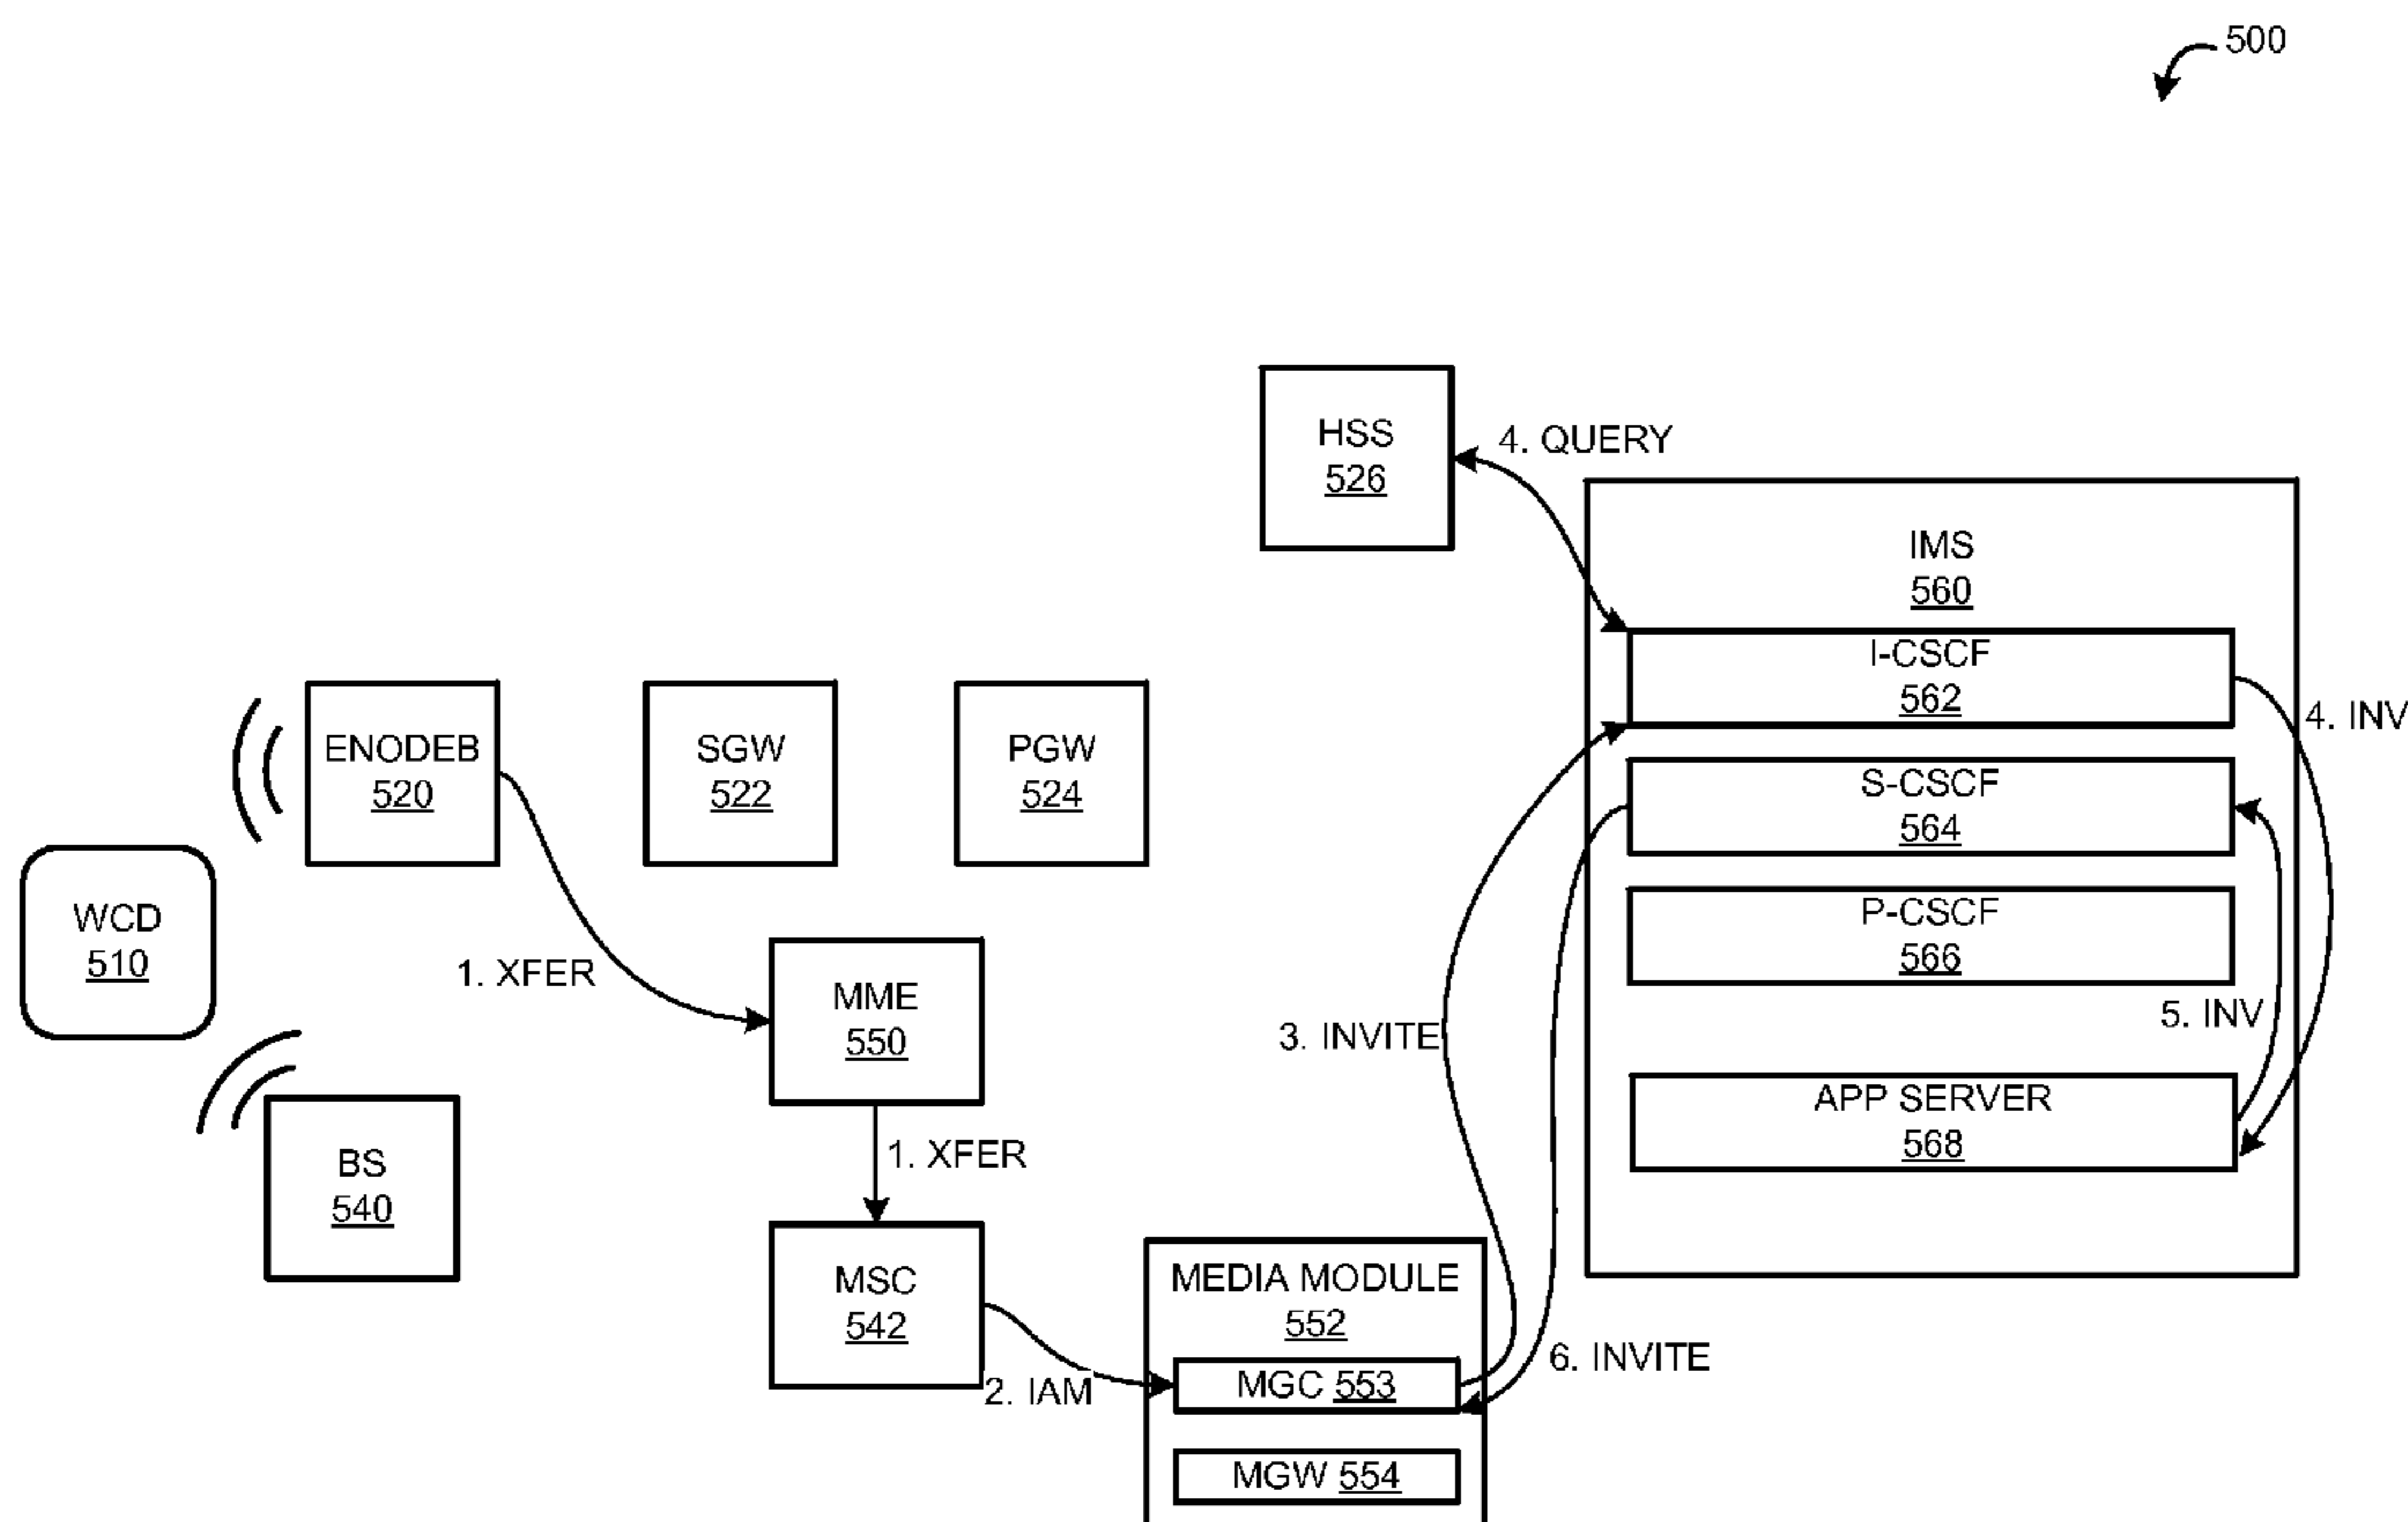 500
HSS
526
4. QUERY
IMS
560
I-CSCF
562
4. INV
S-CSCF
564
P-CSCF
566
5. INV
APP SERVER
568
ENODEB
520
SGW
522
PGW
524
WCD
510
1. XFER
MME
550
3. INVITE
1. XFER
BS
540
MSC
542
2. IAM
MEDIA MODULE
552
6. INVITE
MGC 553
MGW 554